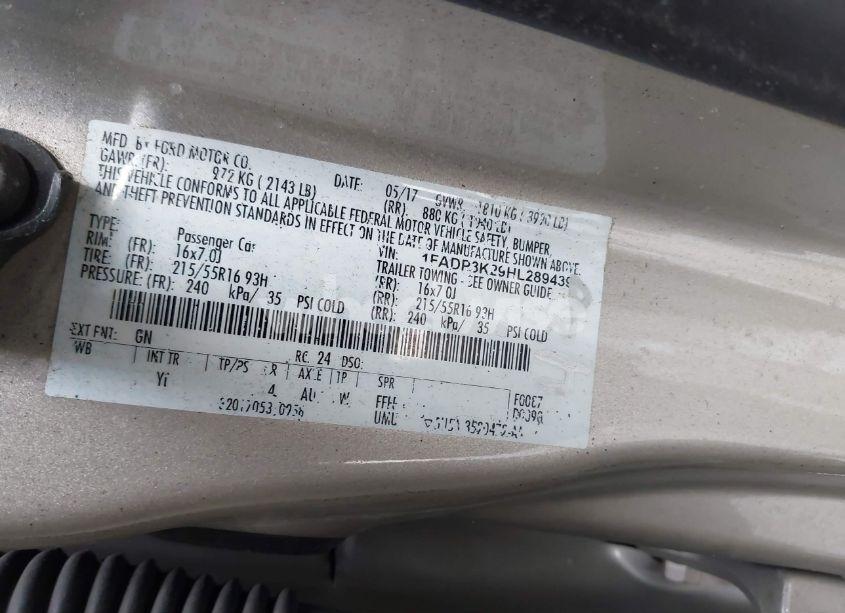 MFD. BY FORD MOTOR CO.
DATE: 05/17 GVWR 1810 KG ( 3990 LB)
GAWR (FR): 972 KG ( 2143 LB) (RR): 880 KG ( 1940 LB)
THIS VEHICLE CONFORMS TO ALL APPLICABLE FEDERAL MOTOR VEHICLE SAFETY, BUMPER,
AND THEFT PREVENTION STANDARDS IN EFFECT ON THE DATE OF MANUFACTURE SHOWN ABOVE.
VIN: 1FADP3K29HL289439
TYPE: Passenger Car TRAILER TOWING - SEE OWNER GUIDE
RIM: (FR): 16x7.0J (RR): 16x7.0J
TIRE: (FR): 215/55R16 93H (RR): 215/55R16 93H
PRESSURE: (FR): 240 kPa/ 35 PSI COLD (RR): 240 kPa/ 35 PSI COLD
EXT PNT: GN RC: 24 DSO:
WB INT TR TP/PS R AXLE TR SPR
4 AU W FFH
UML